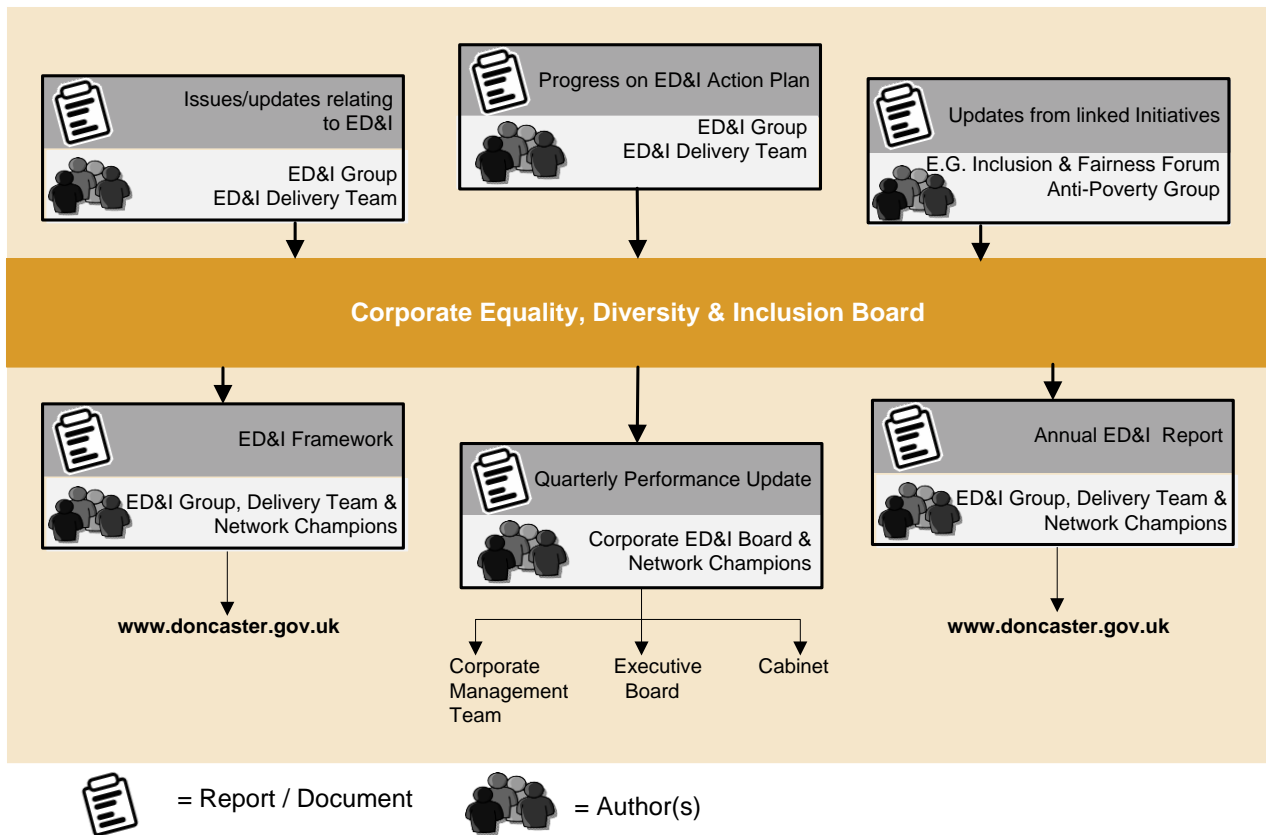 Issues/updates relating
to ED&I
ED&I Group
ED&I Delivery Team
Progress on ED&I Action Plan
ED&I Group
ED&I Delivery Team
Updates from linked Initiatives
E.G. Inclusion & Fairness Forum
Anti-Poverty Group
Corporate Equality, Diversity & Inclusion Board
ED&I Framework
ED&I Group, Delivery Team &
Network Champions
www.doncaster.gov.uk
Quarterly Performance Update
Corporate ED&I Board &
Network Champions
Corporate
Management
Team
Executive
Board
Cabinet
Annual ED&I Report
ED&I Group, Delivery Team &
Network Champions
www.doncaster.gov.uk
= Report / Document
= Author(s)